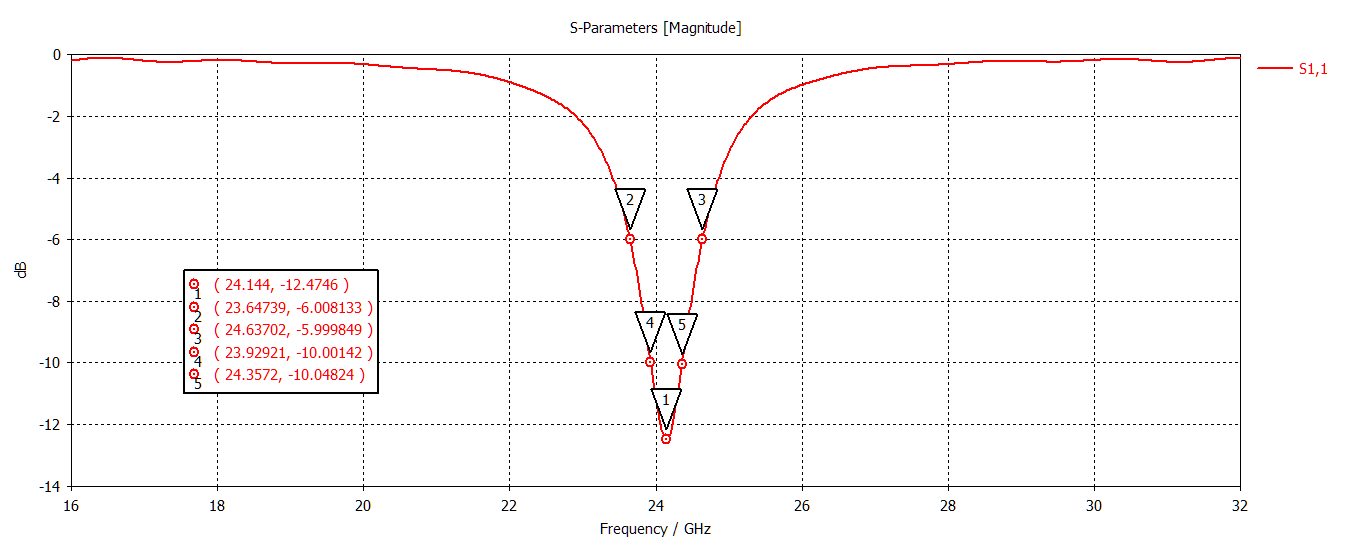 S-Parameters [Magnitude]
S1,1
0
-2
-4
-6
-8
-10
-12
-14
dB
2
3
4
5
1
( 24.144, -12.4746 )
1
( 23.64739, -6.008133 )
2
( 24.63702, -5.999849 )
3
( 23.92921, -10.00142 )
4
( 24.3572, -10.04824 )
5
16 18 20 22 24 26 28 30 32
Frequency / GHz